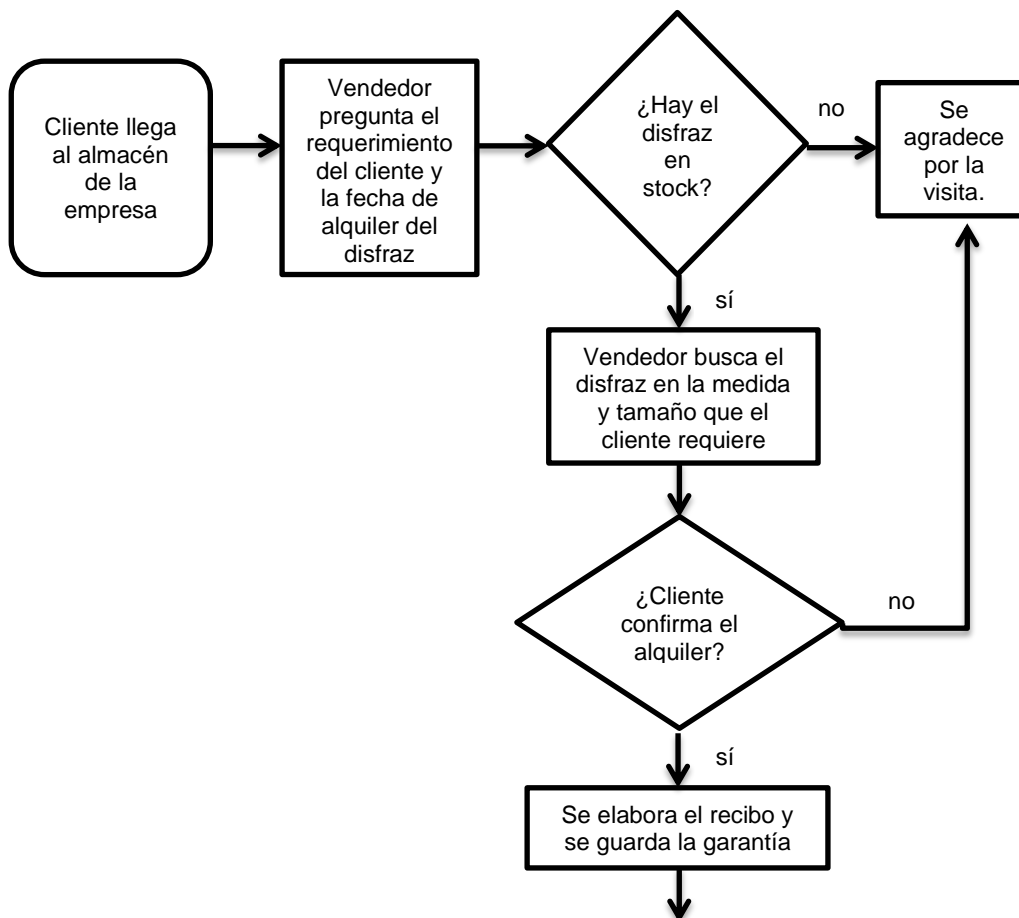 Cliente llega
al almacén
de la
empresa
Vendedor
pregunta el
requerimiento
del cliente y
la fecha de
alquiler del
disfraz
¿Hay el
disfraz
en
stock?
no
Se
agradece
por la
visita.
sí
Vendedor busca el
disfraz en la medida
y tamaño que el
cliente requiere
¿Cliente
confirma el
alquiler?
no
sí
Se elabora el recibo y
se guarda la garantía